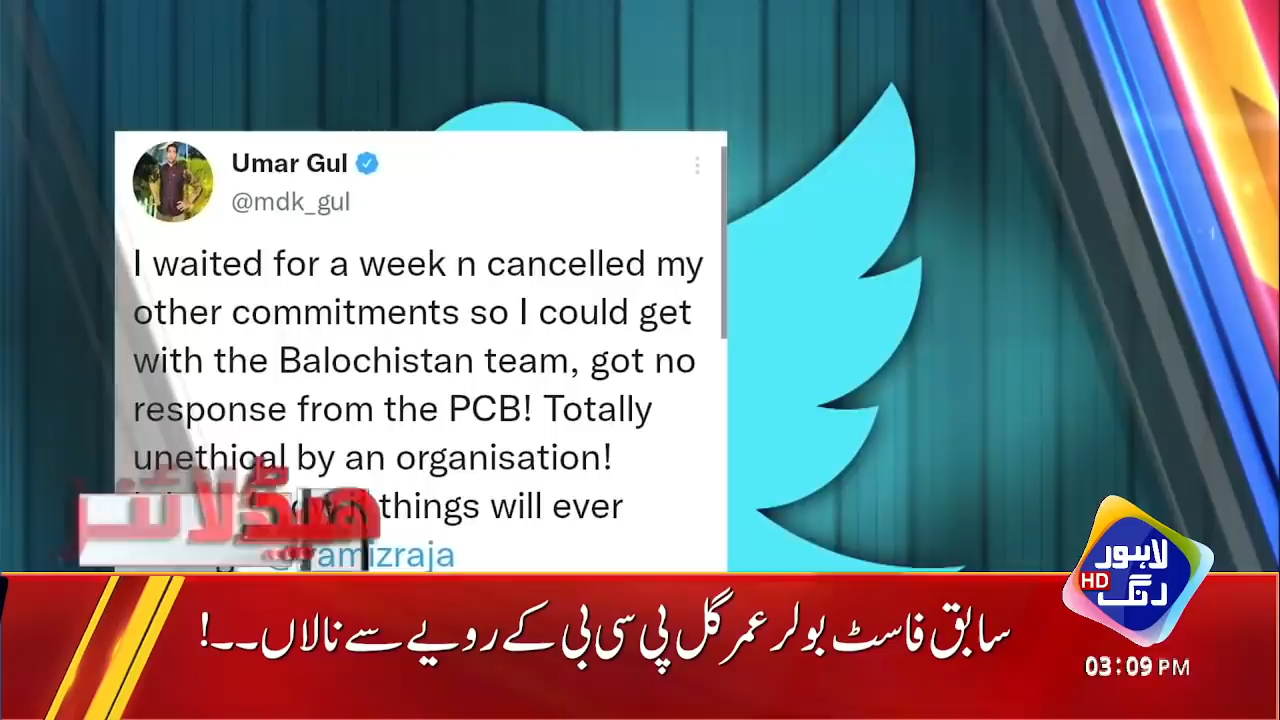 Umar Gul
@mdk_gul
I waited for a week n cancelled my
other commitments so I could get
with the Balochistan team, got no
response from the PCB! Totally
unethical by an organisation!
things will ever
ہیڈلائنز
لاہور
HD
رنگ
سابق فاسٹ بولر عمر گل پی سی بی کے رویے سے نالاں۔۔!
03:09 PM